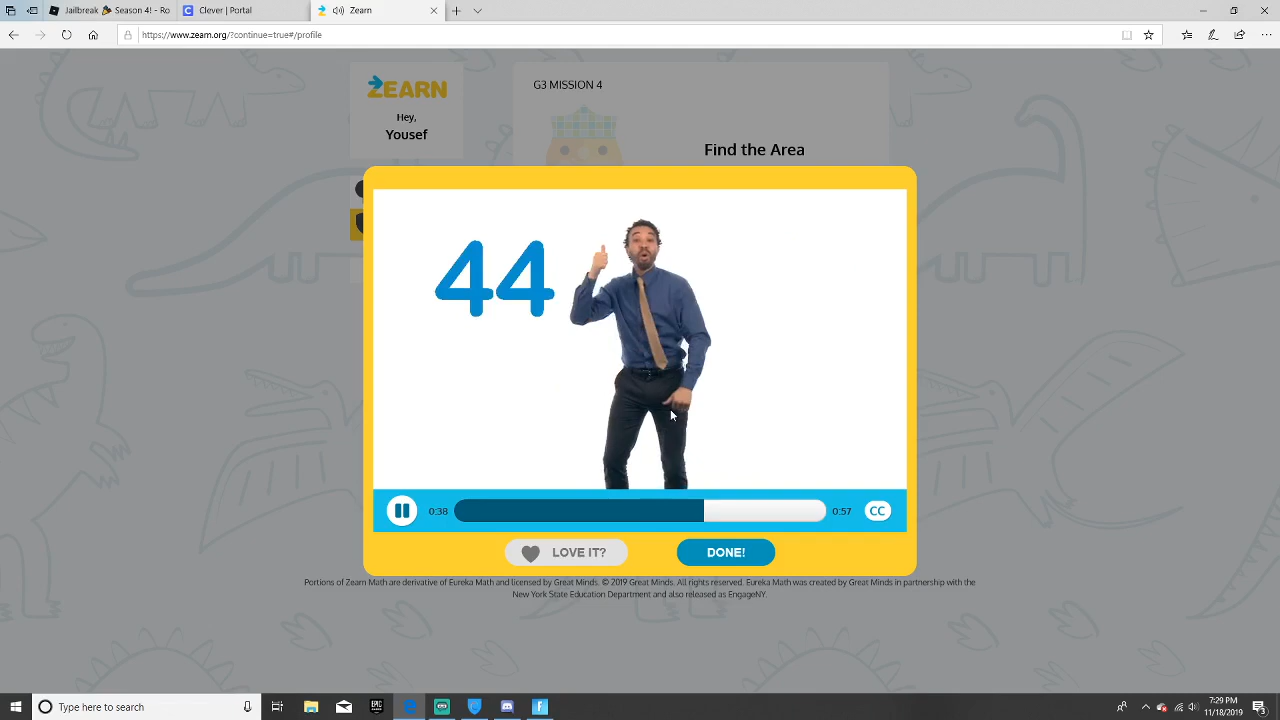 Jailbreak
Season 4! - Ro
Clever | Portal
https://www.zearn.org/?continue=true#/profile
ZEARN
Hey,
Yousef
G3 MISSION 4
Find the Area
44
0:38
0:57
CC
LOVE IT?
DONE!
Portions of Zearn Math are derivative of Eureka Math and licensed by Great Minds. © 2019 Great Minds. All rights reserved. Eureka Math was created by Great Minds in partnership with the
New York State Education Department and also released as EngageNY.
Type here to search
EPIC
7:29 PM
11/18/2019